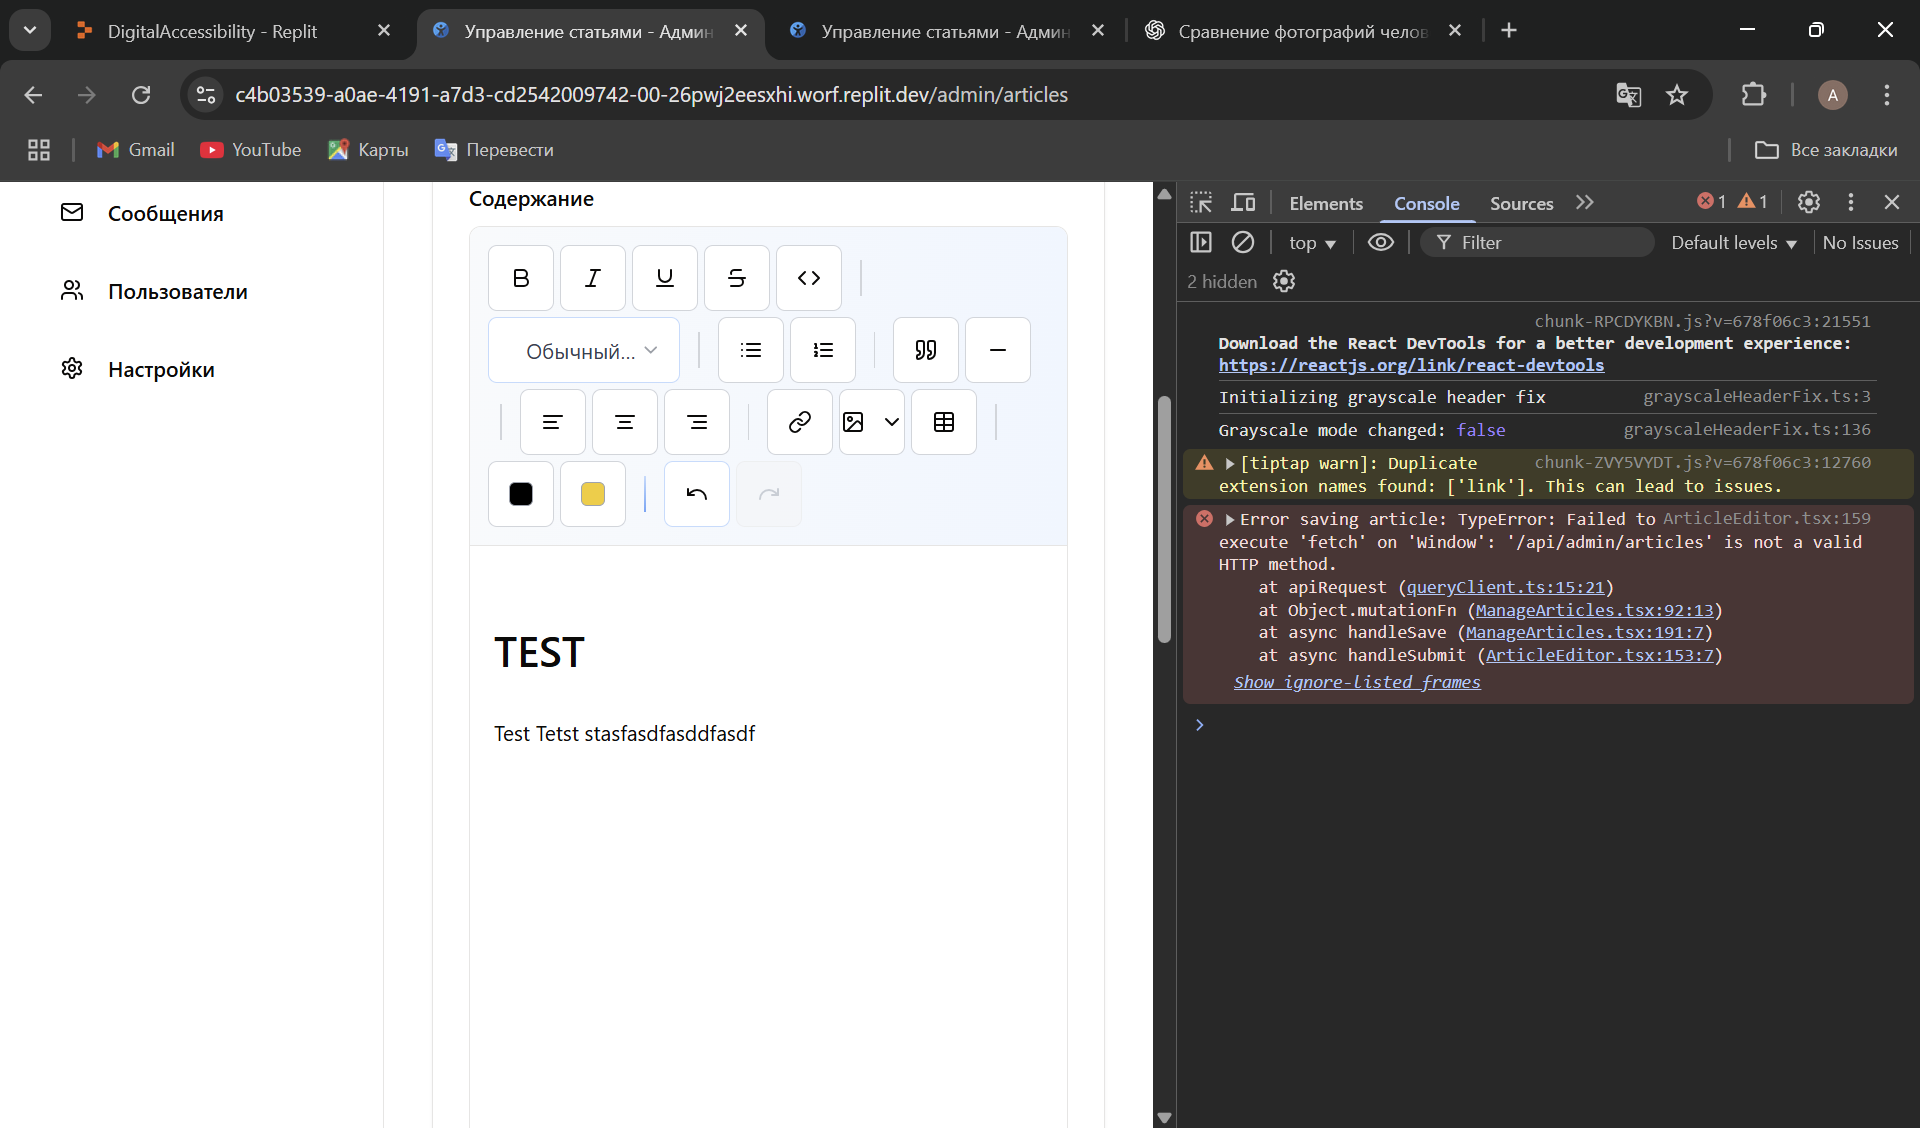 DigitalAccessibility - Replit
Управление статьями - Админ
Управление статьями - Админ
Сравнение фотографий челов
c4b03539-a0ae-4191-a7d3-cd2542009742-00-26pwj2eesxhi.worf.replit.dev/admin/articles
A
Gmail
YouTube
Карты
Перевести
Все закладки
Сообщения
Пользователи
Настройки
Содержание
Обычный...
TEST
Test Tetst stasfasdfasddfasdf
Elements
Console
Sources
1
1
top
Filter
Default levels
No Issues
2 hidden
chunk-RPCDYKBN.js?v=678f06c3:21551
Download the React DevTools for a better development experience:
https://reactjs.org/link/react-devtools
Initializing grayscale header fix grayscaleHeaderFix.ts:3
Grayscale mode changed: false grayscaleHeaderFix.ts:136
[tiptap warn]: Duplicate chunk-ZVY5VYDT.js?v=678f06c3:12760
extension names found: ['link']. This can lead to issues.
Error saving article: TypeError: Failed to ArticleEditor.tsx:159
execute 'fetch' on 'Window': '/api/admin/articles' is not a valid
HTTP method.
at apiRequest (queryClient.ts:15:21)
at Object.mutationFn (ManageArticles.tsx:92:13)
at async handleSave (ManageArticles.tsx:191:7)
at async handleSubmit (ArticleEditor.tsx:153:7)
Show ignore-listed frames